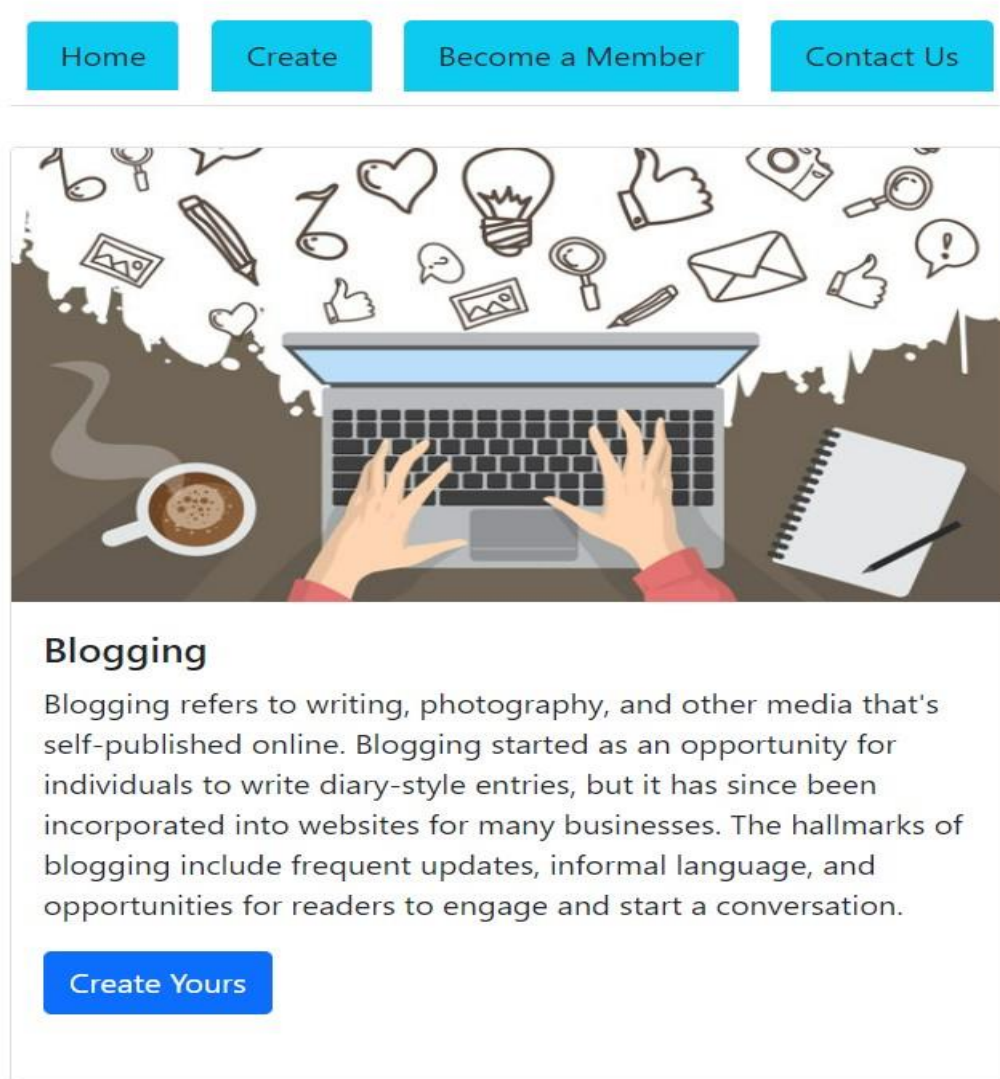 Home Create Become a Member Contact Us
Blogging
Blogging refers to writing, photography, and other media that's
self-published online. Blogging started as an opportunity for
individuals to write diary-style entries, but it has since been
incorporated into websites for many businesses. The hallmarks of
blogging include frequent updates, informal language, and
opportunities for readers to engage and start a conversation.
Create Yours